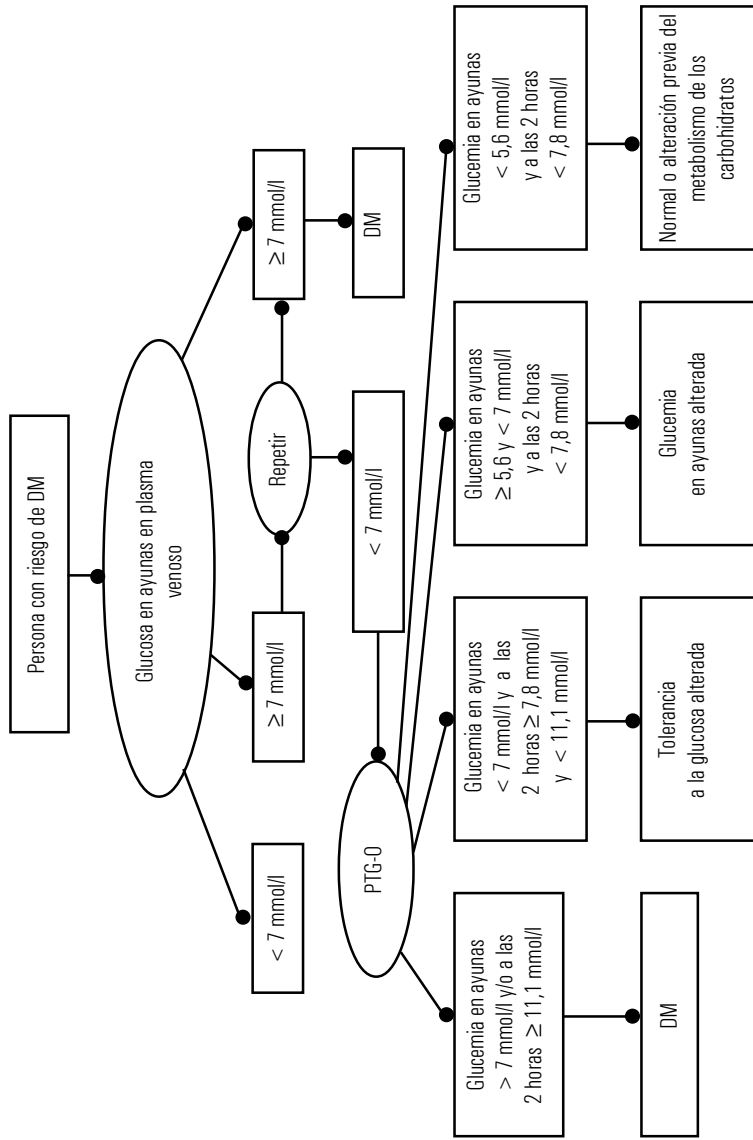 Persona con riesgo de DM
Glucosa en ayunas en plasma
venoso
< 7 mmol/l
≥ 7 mmol/l
Repetir
≥ 7 mmol/l
< 7 mmol/l
DM
PTG-O
Glucemia en ayunas
> 7 mmol/l y/o a las
2 horas ≥ 11,1 mmol/l
Glucemia en ayunas
< 7 mmol/l y a las
2 horas ≥ 7,8 mmol/l
y < 11,1 mmol/l
Glucemia en ayunas
≥ 5,6 y < 7 mmol/l
y a las 2 horas
< 7,8 mmol/l
Glucemia en ayunas
< 5,6 mmol/l
y a las 2 horas
< 7,8 mmol/l
DM
Tolerancia
a la glucosa alterada
Glucemia
en ayunas alterada
Normal o alteración previa del
metabolismo de los
carbohidratos